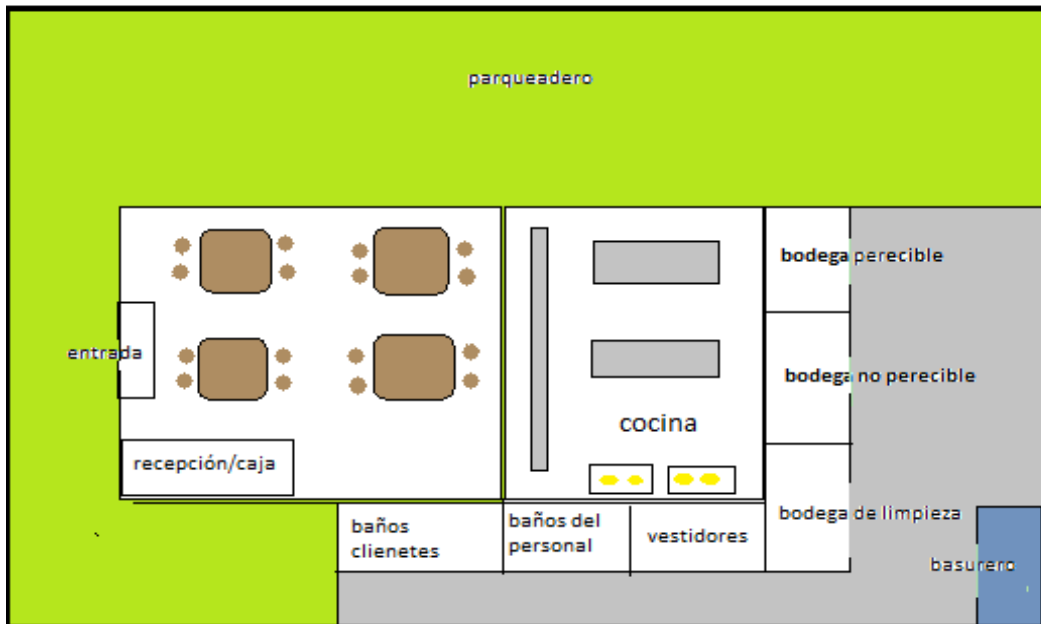 parqueadero
bodega perecible
entrada
bodega no perecible
cocina
recepción/caja
bodega de limpieza
baños
clienetes
baños del
personal
vestidores
basurero